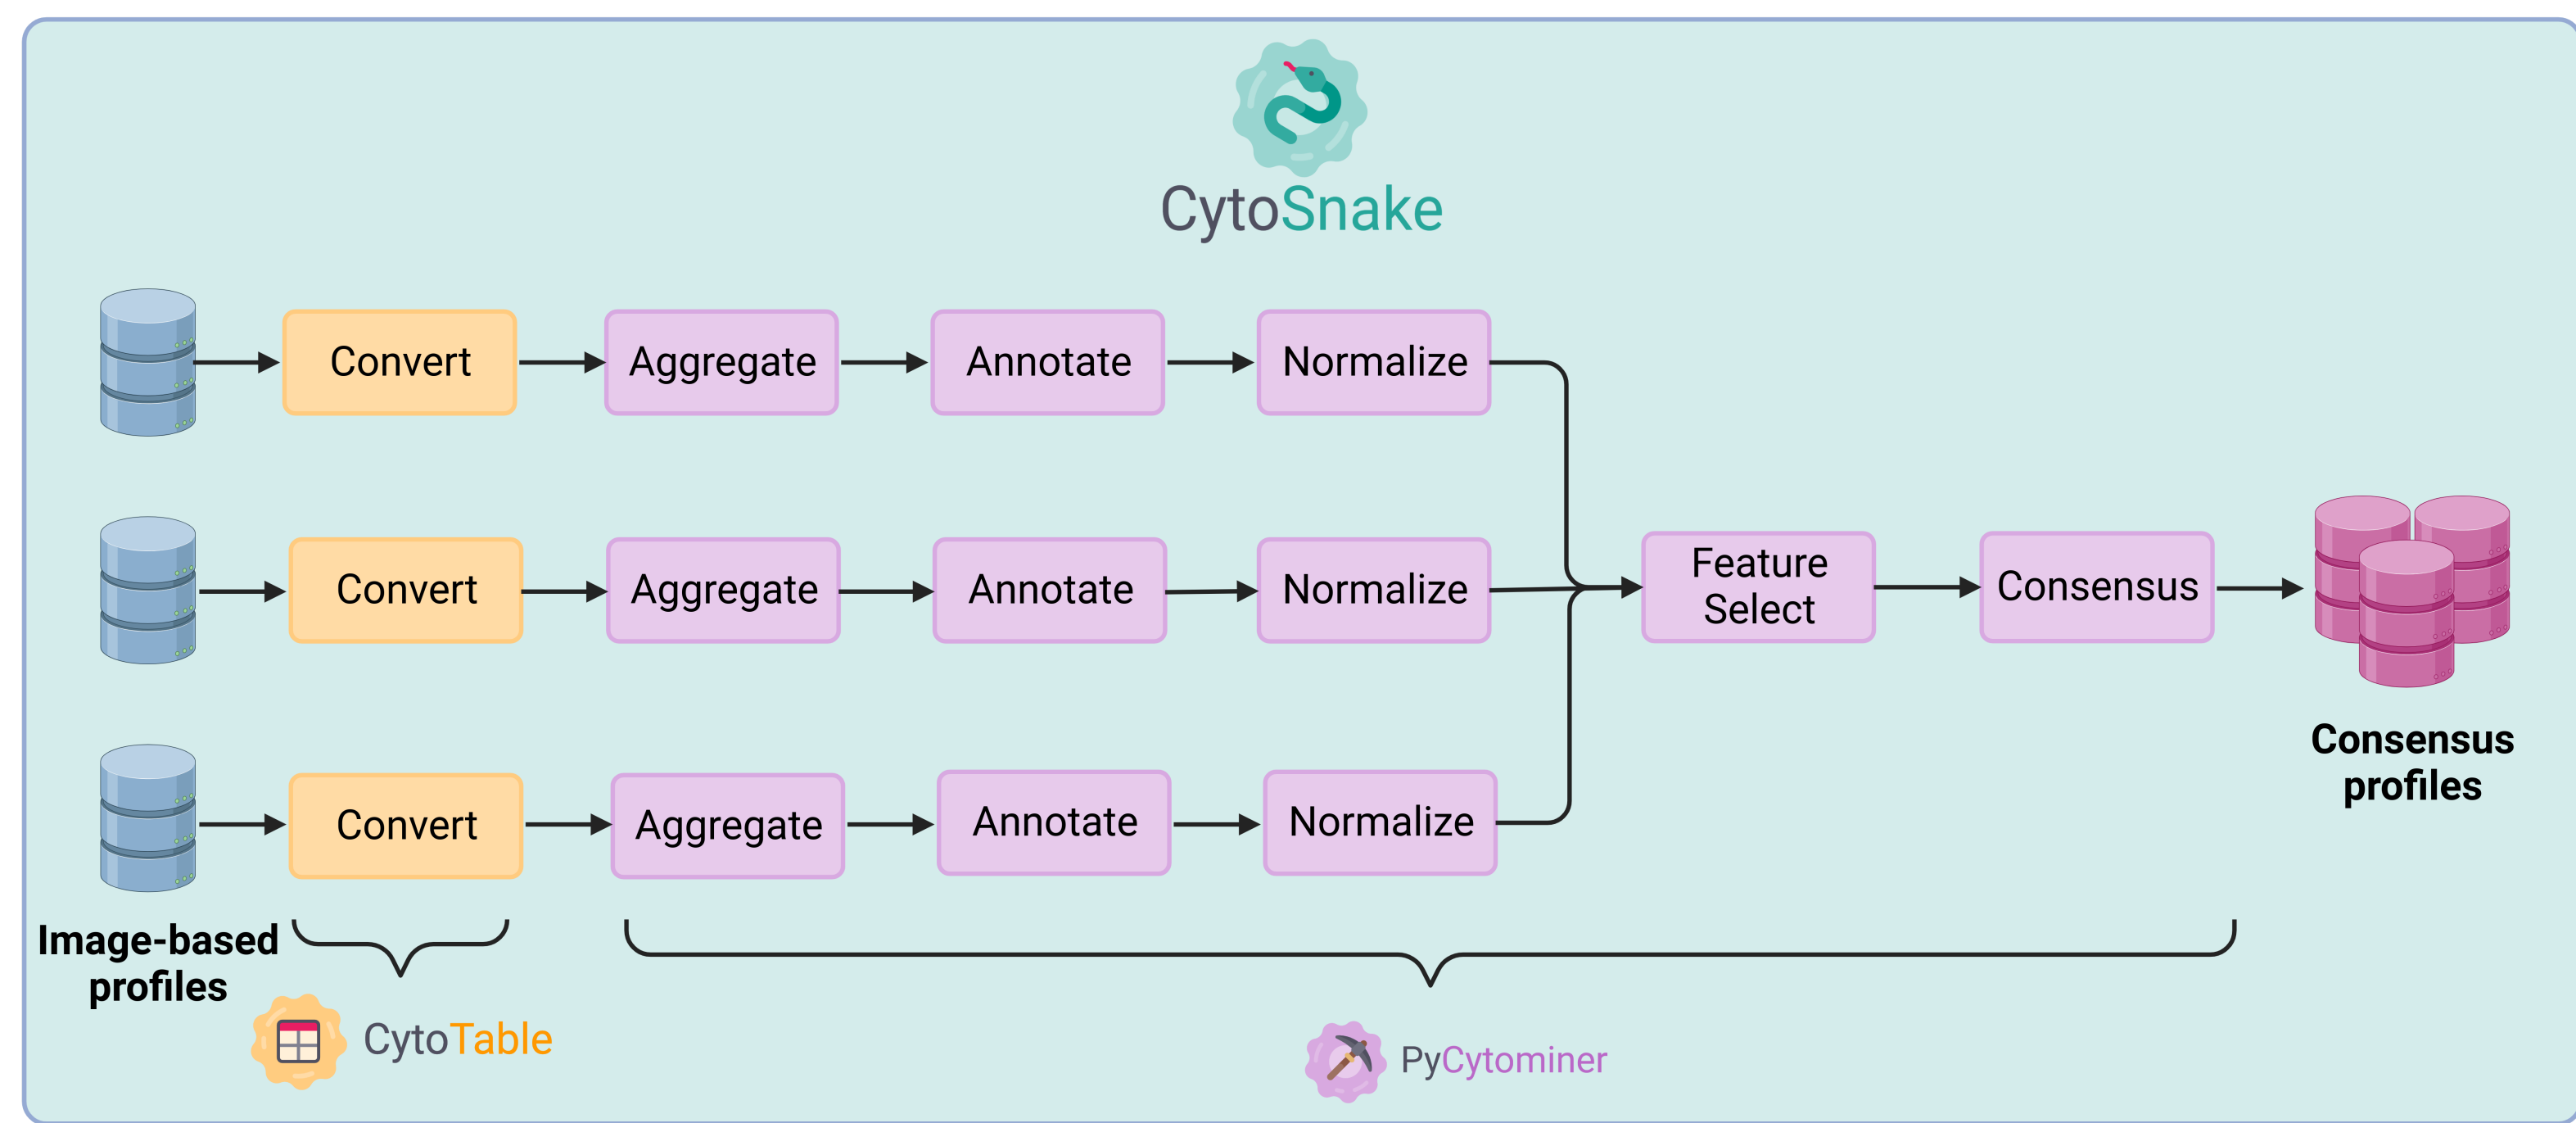 CytoSnake
Convert
Aggregate
Annotate
Normalize
Convert
Aggregate
Annotate
Normalize
Feature
Select
Consensus
Convert
Aggregate
Annotate
Normalize
Consensus
profiles
Image-based
profiles
CytoTable
PyCytominer